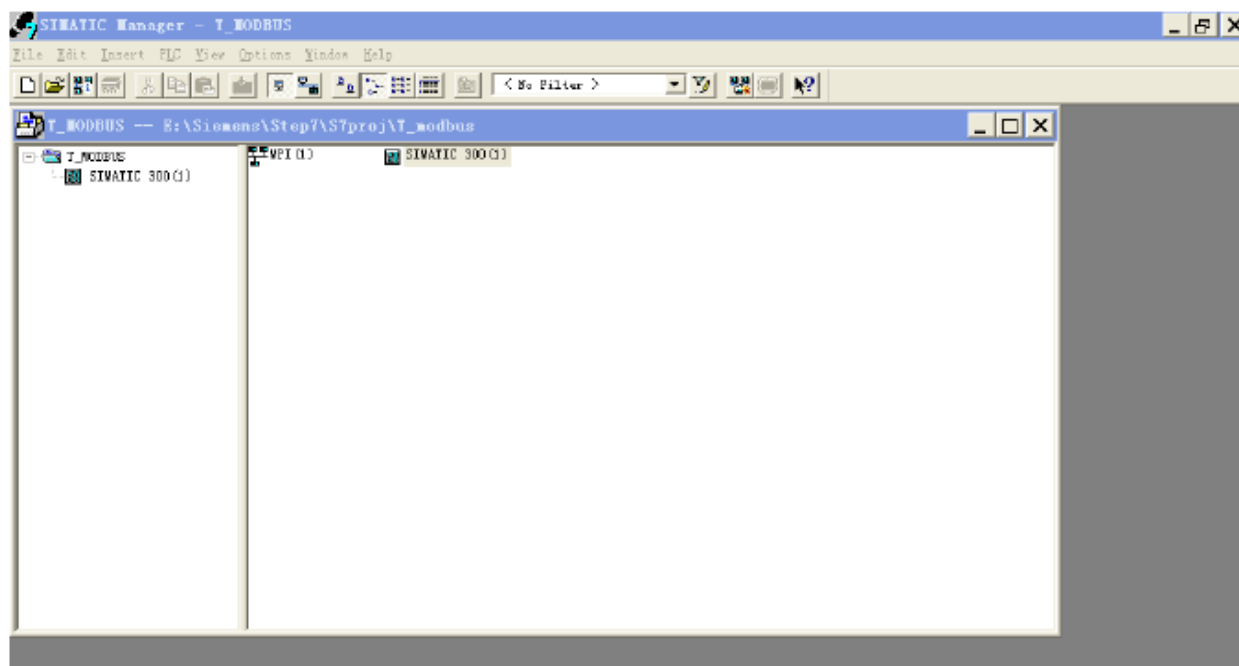 SIMATIC Manager - T_MODBUS
File Edit Insert PLC View Options Window Help
< No Filter >
T_MODBUS -- E:\Siemens\Step7\S7proj\T_modbus
T_MODBUS
SIMATIC 300(1)
MPI(1) SIMATIC 300(1)